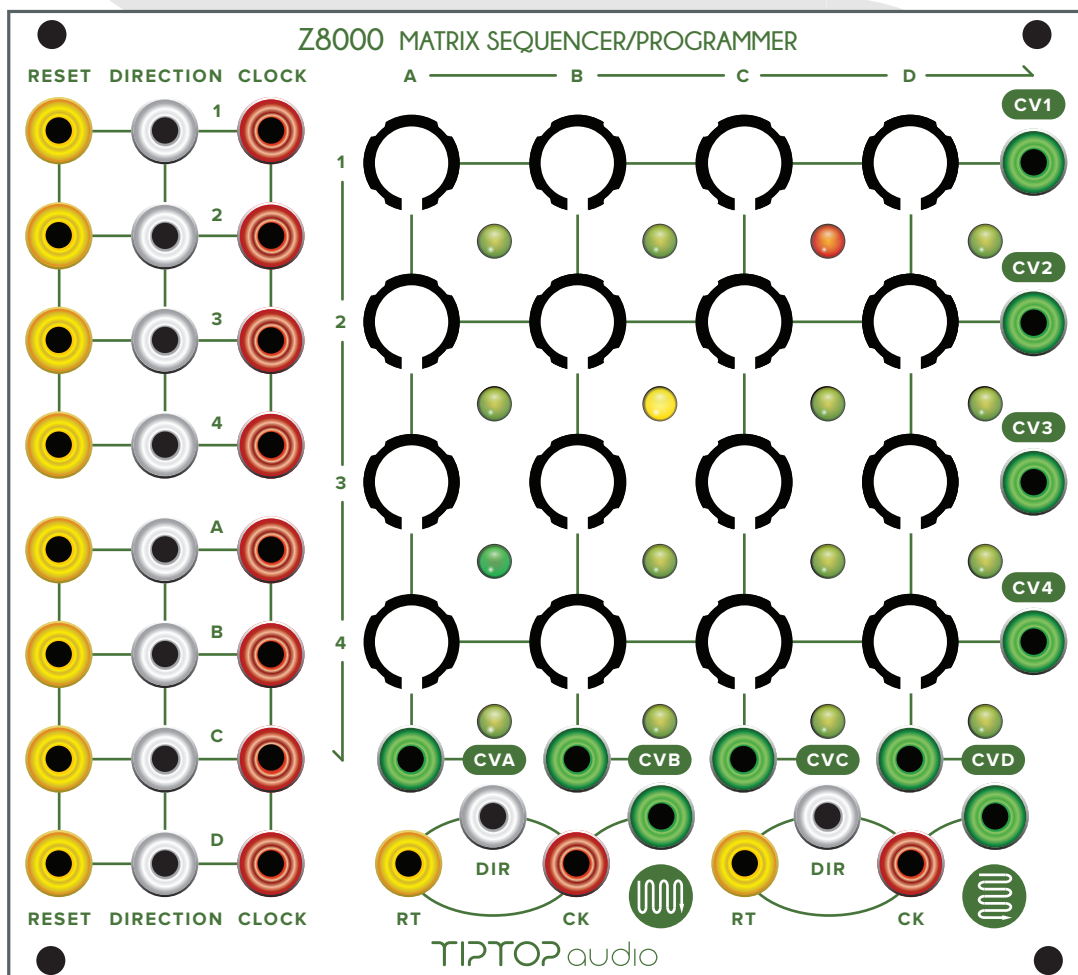 Z8000 MATRIX SEQUENCER/PROGRAMMER
RESET DIRECTION CLOCK
A B C D
1
2
3
4
A
B
C
D
RESET DIRECTION CLOCK
1
2
3
4
CV1
CV2
CV3
CV4
CVA CVB CVC CVD
DIR DIR
RT CK RT CK
TIPTOP audio